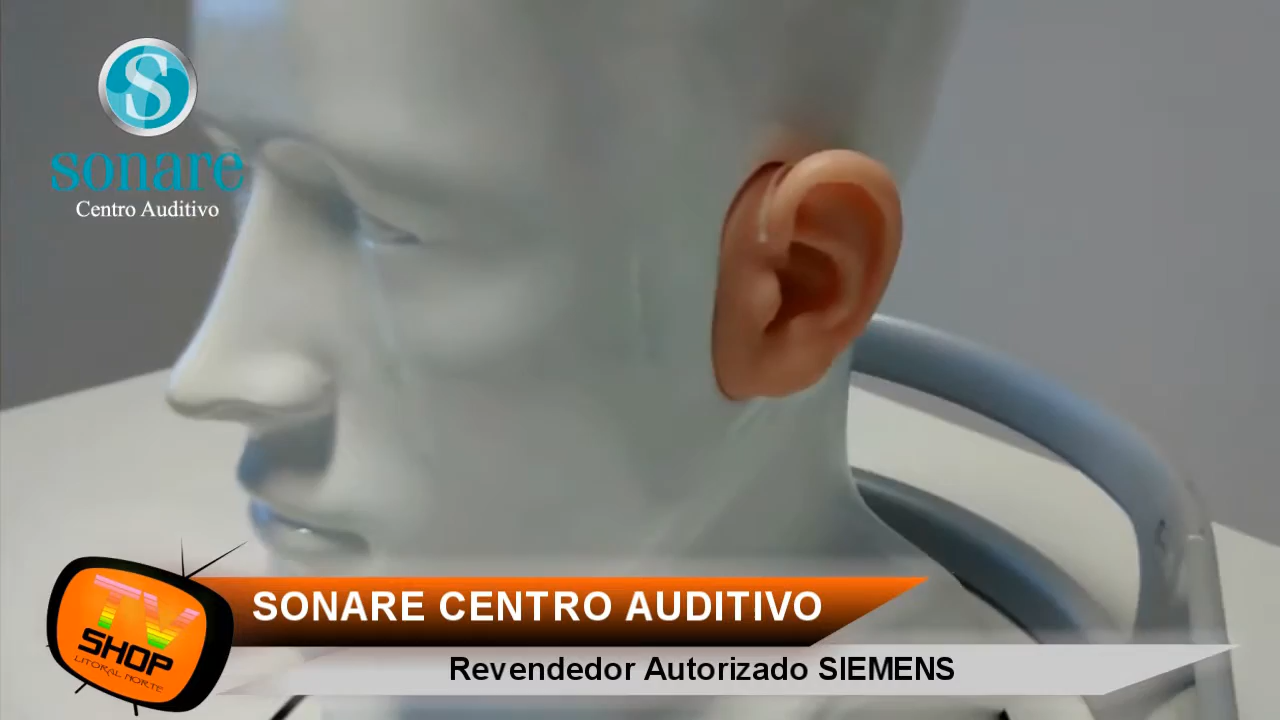 S
sonare
Centro Auditivo
SONARE CENTRO AUDITIVO
Revendedor Autorizado SIEMENS
TV
SHOP
LITORAL NORTE